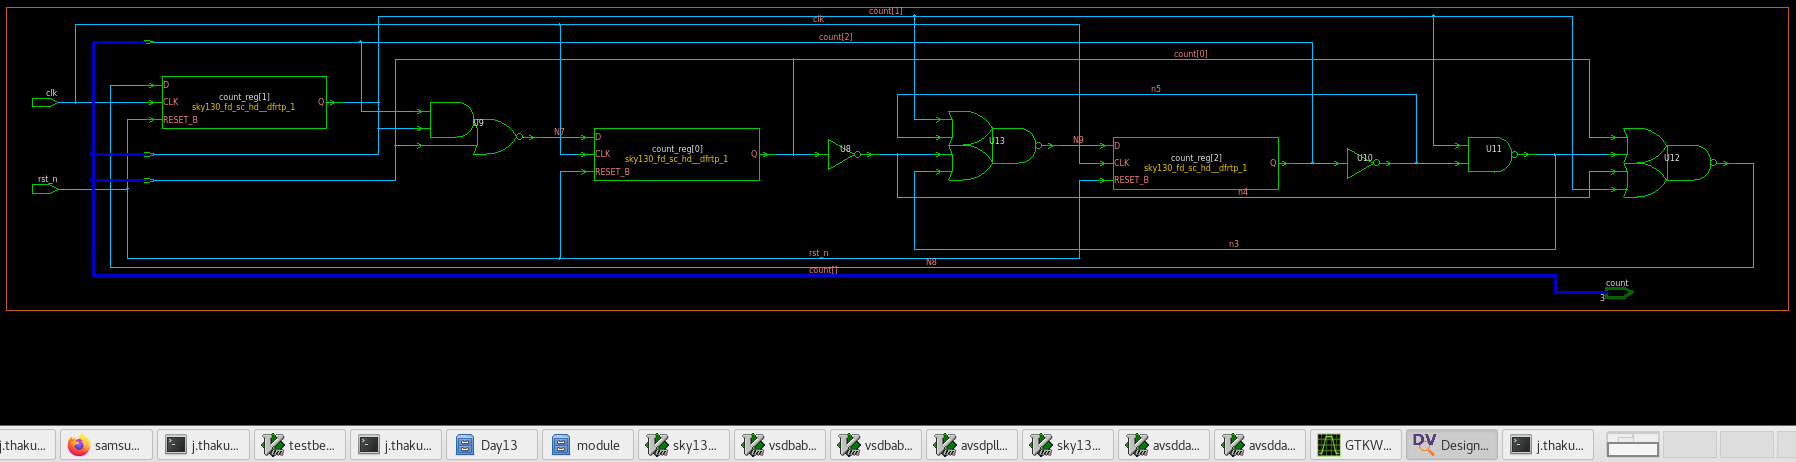 count[1]
clk
count[2]
count[0]
clk
D
count_reg[1]
sky130_fd_sc_hd__dfrtp_1
CLK
Q
RESET_B
U9
N7
D
count_reg[0]
sky130_fd_sc_hd__dfrtp_1
CLK
Q
RESET_B
U8
n5
U13
N9
D
count_reg[2]
sky130_fd_sc_hd__dfrtp_1
CLK
Q
RESET_B
U10
U11
U12
n4
rst_n
n3
rst_n
N8
count[]
count
3
j.thaku...
samsu...
j.thaku...
testbe...
j.thaku...
Day13
module
sky13...
vsdbab...
vsdbab...
avsdpll...
sky13...
avsdda...
avsdda...
GTKW...
DV
Design...
j.thaku...